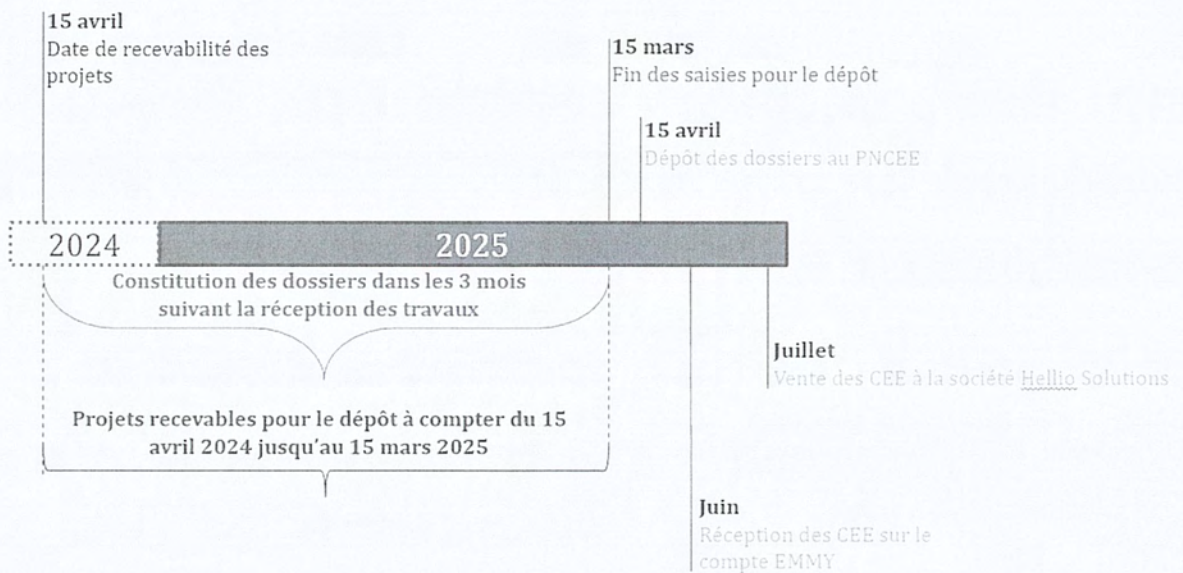 15 avril
Date de recevabilité des
projets
15 mars
Fin des saisies pour le dépôt
15 avril
Dépôt des dossiers au PNCEE
2024
2025
Constitution des dossiers dans les 3 mois
suivant la réception des travaux
Juillet
Vente des CEE à la société Hellio Solutions
Projets recevables pour le dépôt à compter du 15
avril 2024 jusqu'au 15 mars 2025
Juin
Réception des CEE sur le
compte EMMY